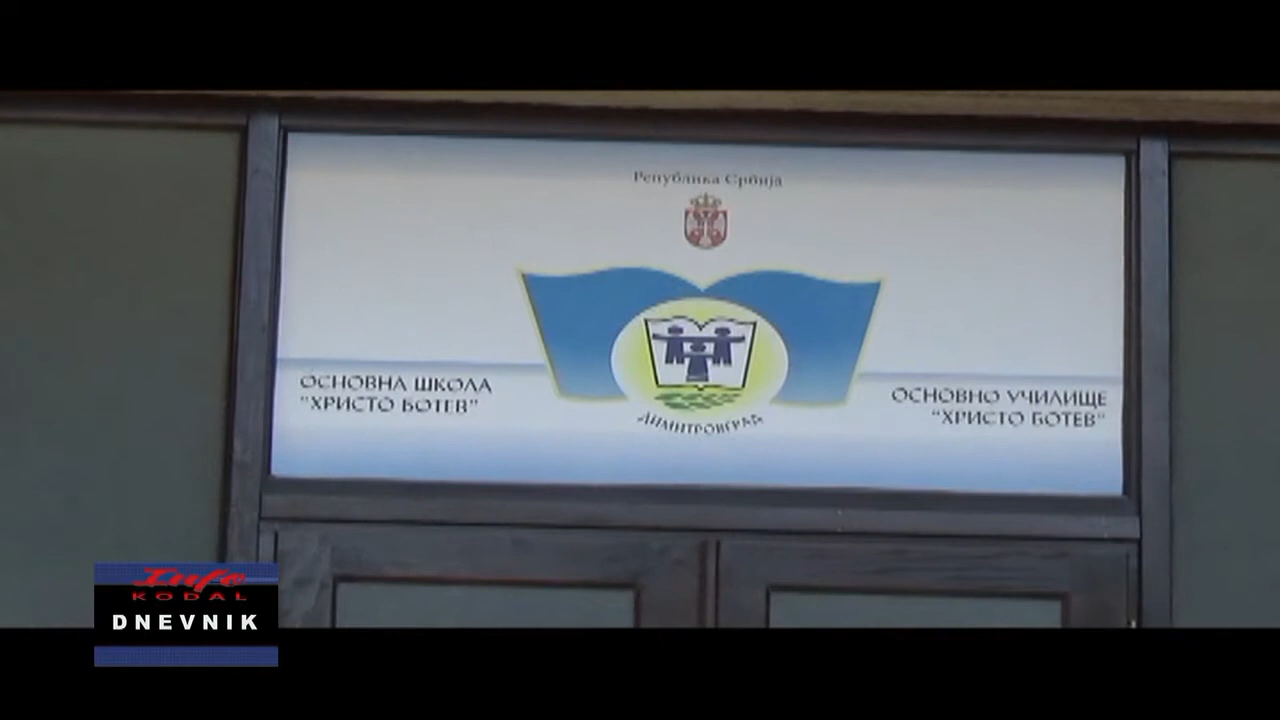 Република Србија
ОСНОВНА ШКОЛА
"ХРИСТО БОТЕВ"
ОСНОВНО УЧИЛИЩЕ
"ХРИСТО БОТЕВ"
ДИМИТРОВГРАД
Info
KODAL
DNEVNIK